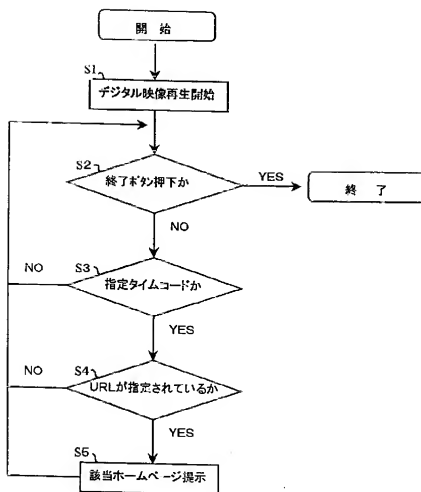 開 始
S1
デジタル映像再生開始
S2
終了ボタン押下か
YES
終 了
NO
NO
S3
指定タイムコードか
YES
NO
S4
URLが指定されているか
YES
S5
該当ホームページ提示